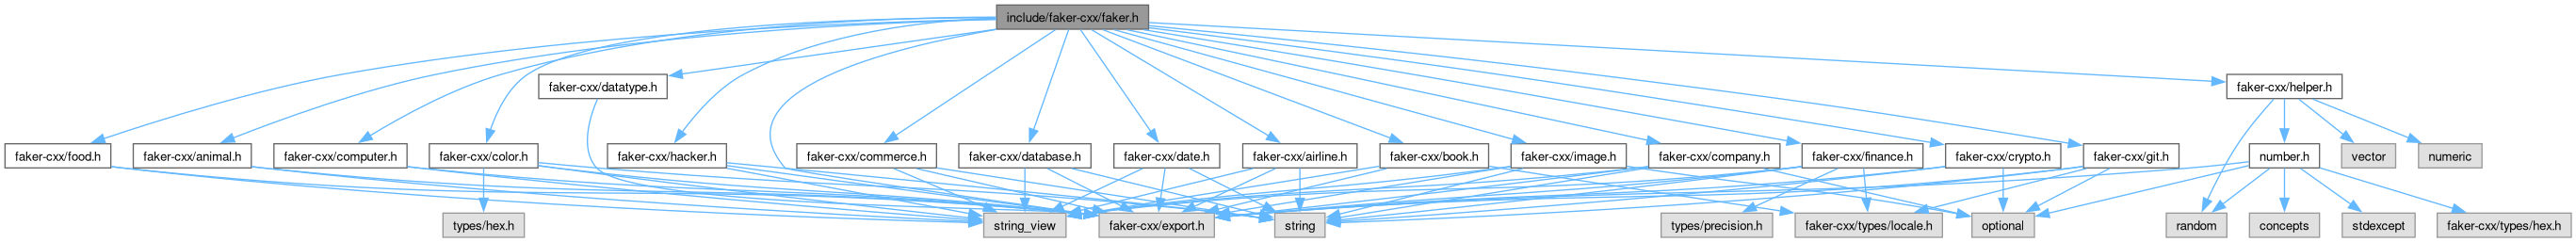 include/faker-cxx/faker.h
faker-cxx/datatype.h
faker-cxx/helper.h
faker-cxx/food.h
faker-cxx/animal.h
faker-cxx/computer.h
faker-cxx/color.h
faker-cxx/hacker.h
faker-cxx/commerce.h
faker-cxx/database.h
faker-cxx/date.h
faker-cxx/airline.h
faker-cxx/book.h
faker-cxx/image.h
faker-cxx/company.h
faker-cxx/finance.h
faker-cxx/crypto.h
faker-cxx/git.h
number.h
vector
numeric
types/hex.h
string_view
faker-cxx/export.h
string
types/precision.h
faker-cxx/types/locale.h
optional
random
concepts
stdexcept
faker-cxx/types/hex.h